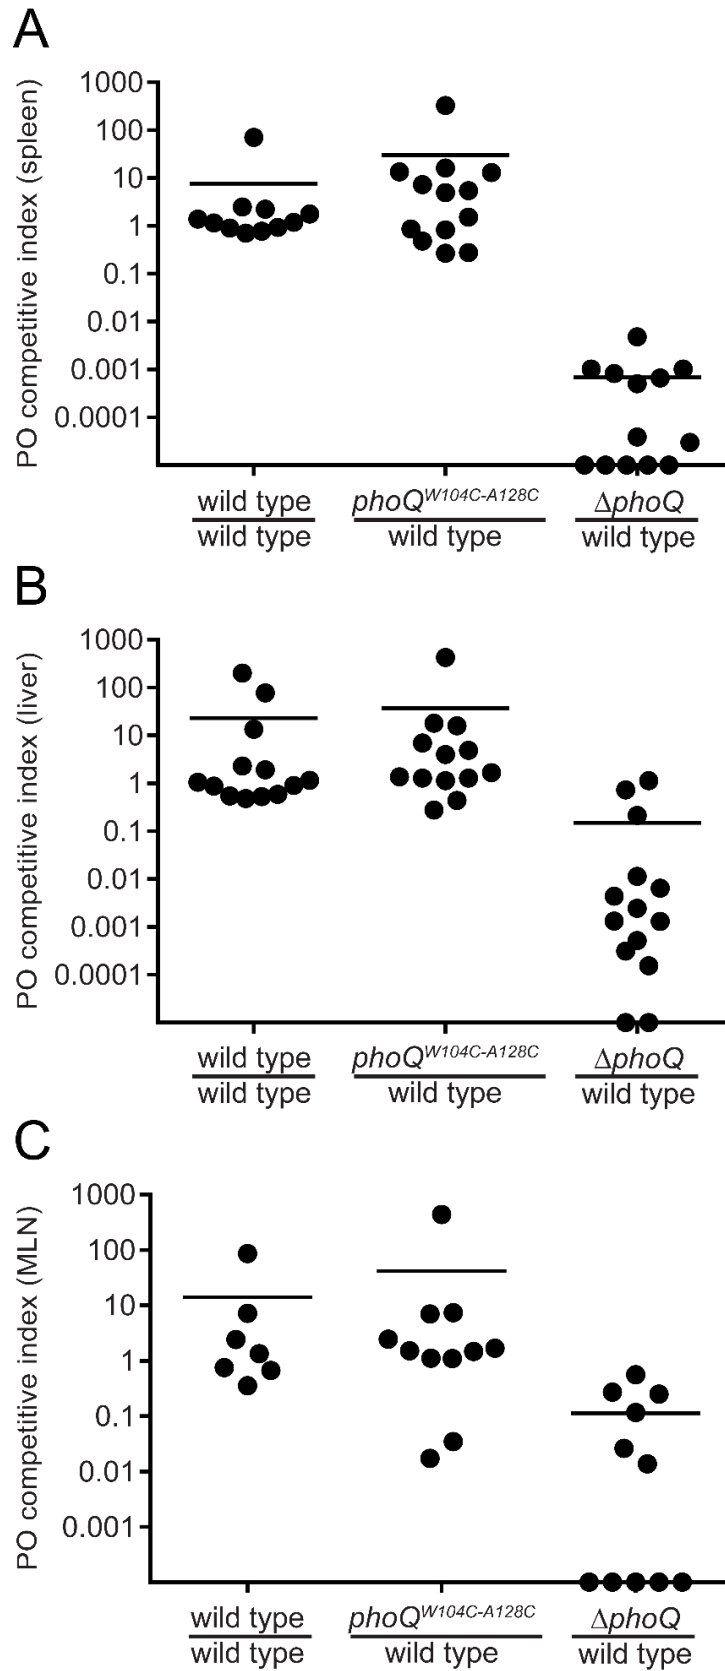 A
PO competitive index (spleen)
1000
100
10
1
0.1
0.01
0.001
0.0001
wild type
wild type
phoQW104C-A128C
wild type
ΔphoQ
wild type
B
PO competitive index (liver)
1000
100
10
1
0.1
0.01
0.001
0.0001
wild type
wild type
phoQW104C-A128C
wild type
ΔphoQ
wild type
C
PO competitive index (MLN)
1000
100
10
1
0.1
0.01
0.001
wild type
wild type
phoQW104C-A128C
wild type
ΔphoQ
wild type